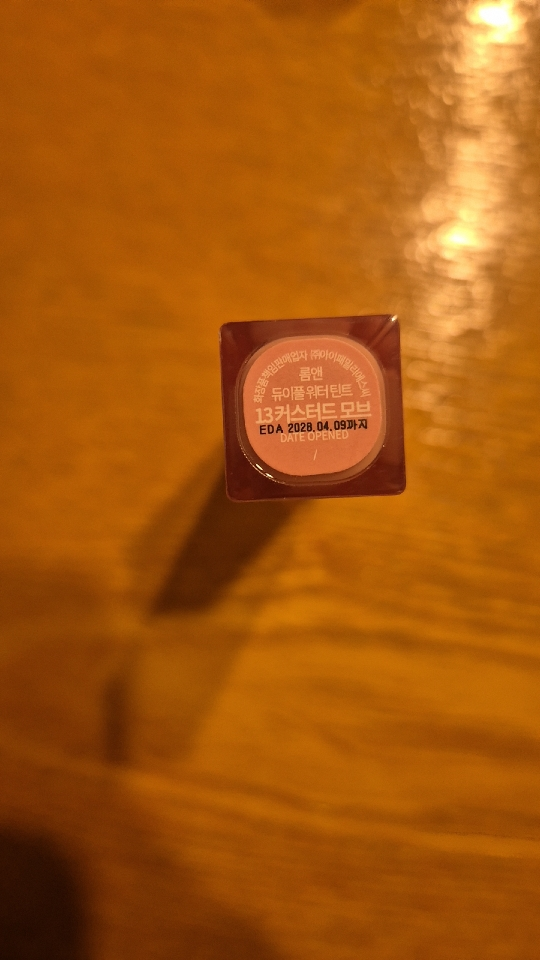 화장품책임판매업자 ㈜아이패밀리에스씨
롬앤
듀이풀 워터 틴트
13 커스터드 모브
EDA 2028.04.09까지
DATE OPENED
/